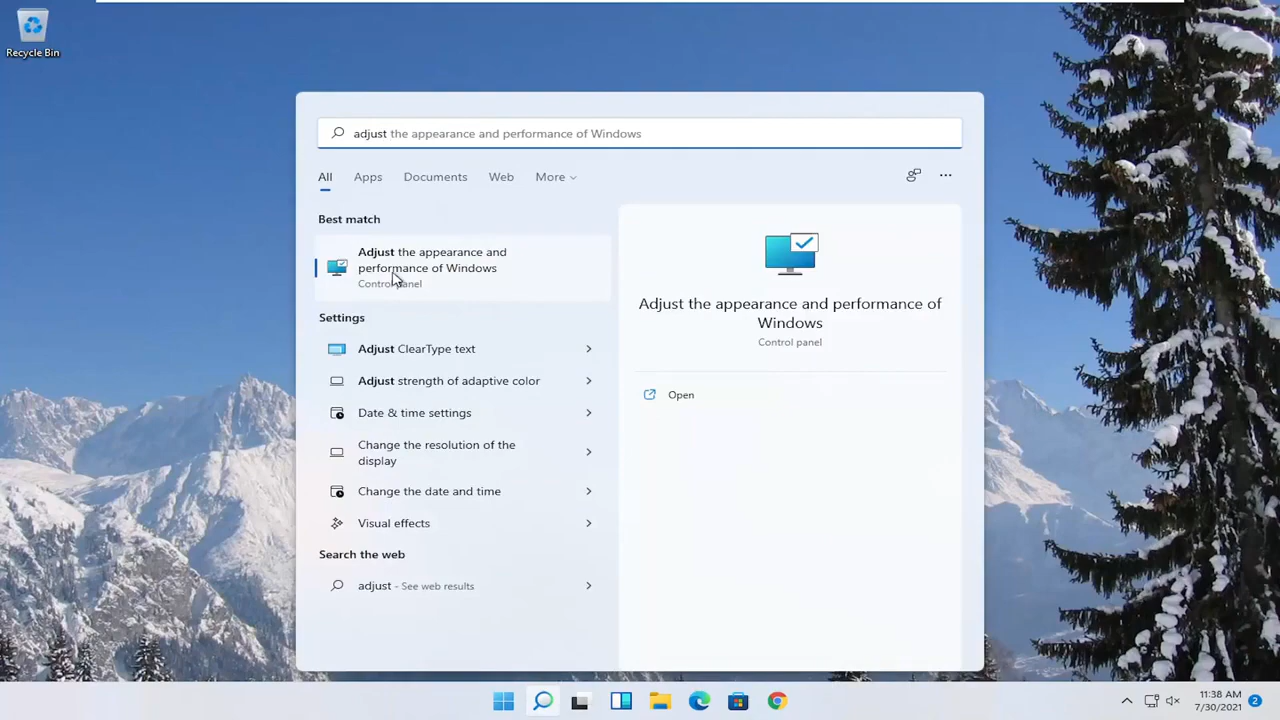 Recycle Bin
adjust the appearance and performance of Windows
All Apps Documents Web More
Best match
Adjust the appearance and
performance of Windows
Control panel
Settings
Adjust ClearType text
Adjust strength of adaptive color
Date & time settings
Change the resolution of the
display
Change the date and time
Visual effects
Search the web
adjust - See web results
Adjust the appearance and performance of
Windows
Control panel
Open
11:38 AM
7/30/2021
2